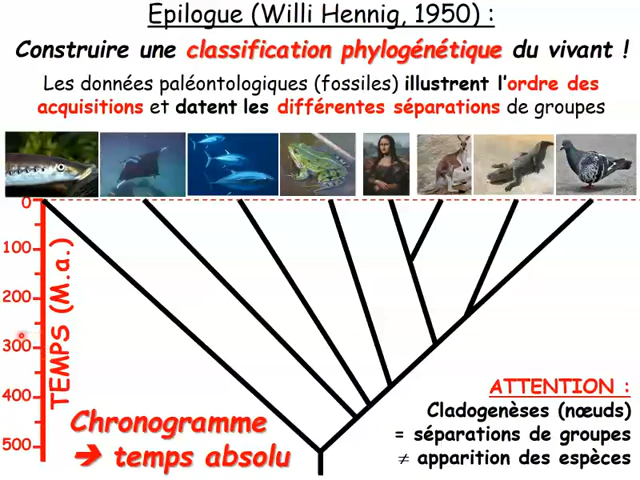 Epilogue (Willi Hennig, 1950) :
Construire une classification phylogénétique du vivant !
Les données paléontologiques (fossiles) illustrent l'ordre des
acquisitions et datent les différentes séparations de groupes
0
100
200
300
400
500
TEMPS (M.a.)
Chronogramme
➔ temps absolu
ATTENTION :
Cladogenèses (nœuds)
= séparations de groupes
≠ apparition des espèces